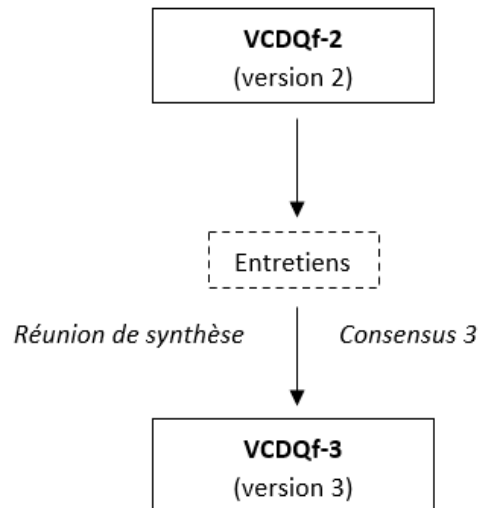 VCDQf-2
(version 2)
Entretiens
Réunion de synthèse Consensus 3
VCDQf-3
(version 3)